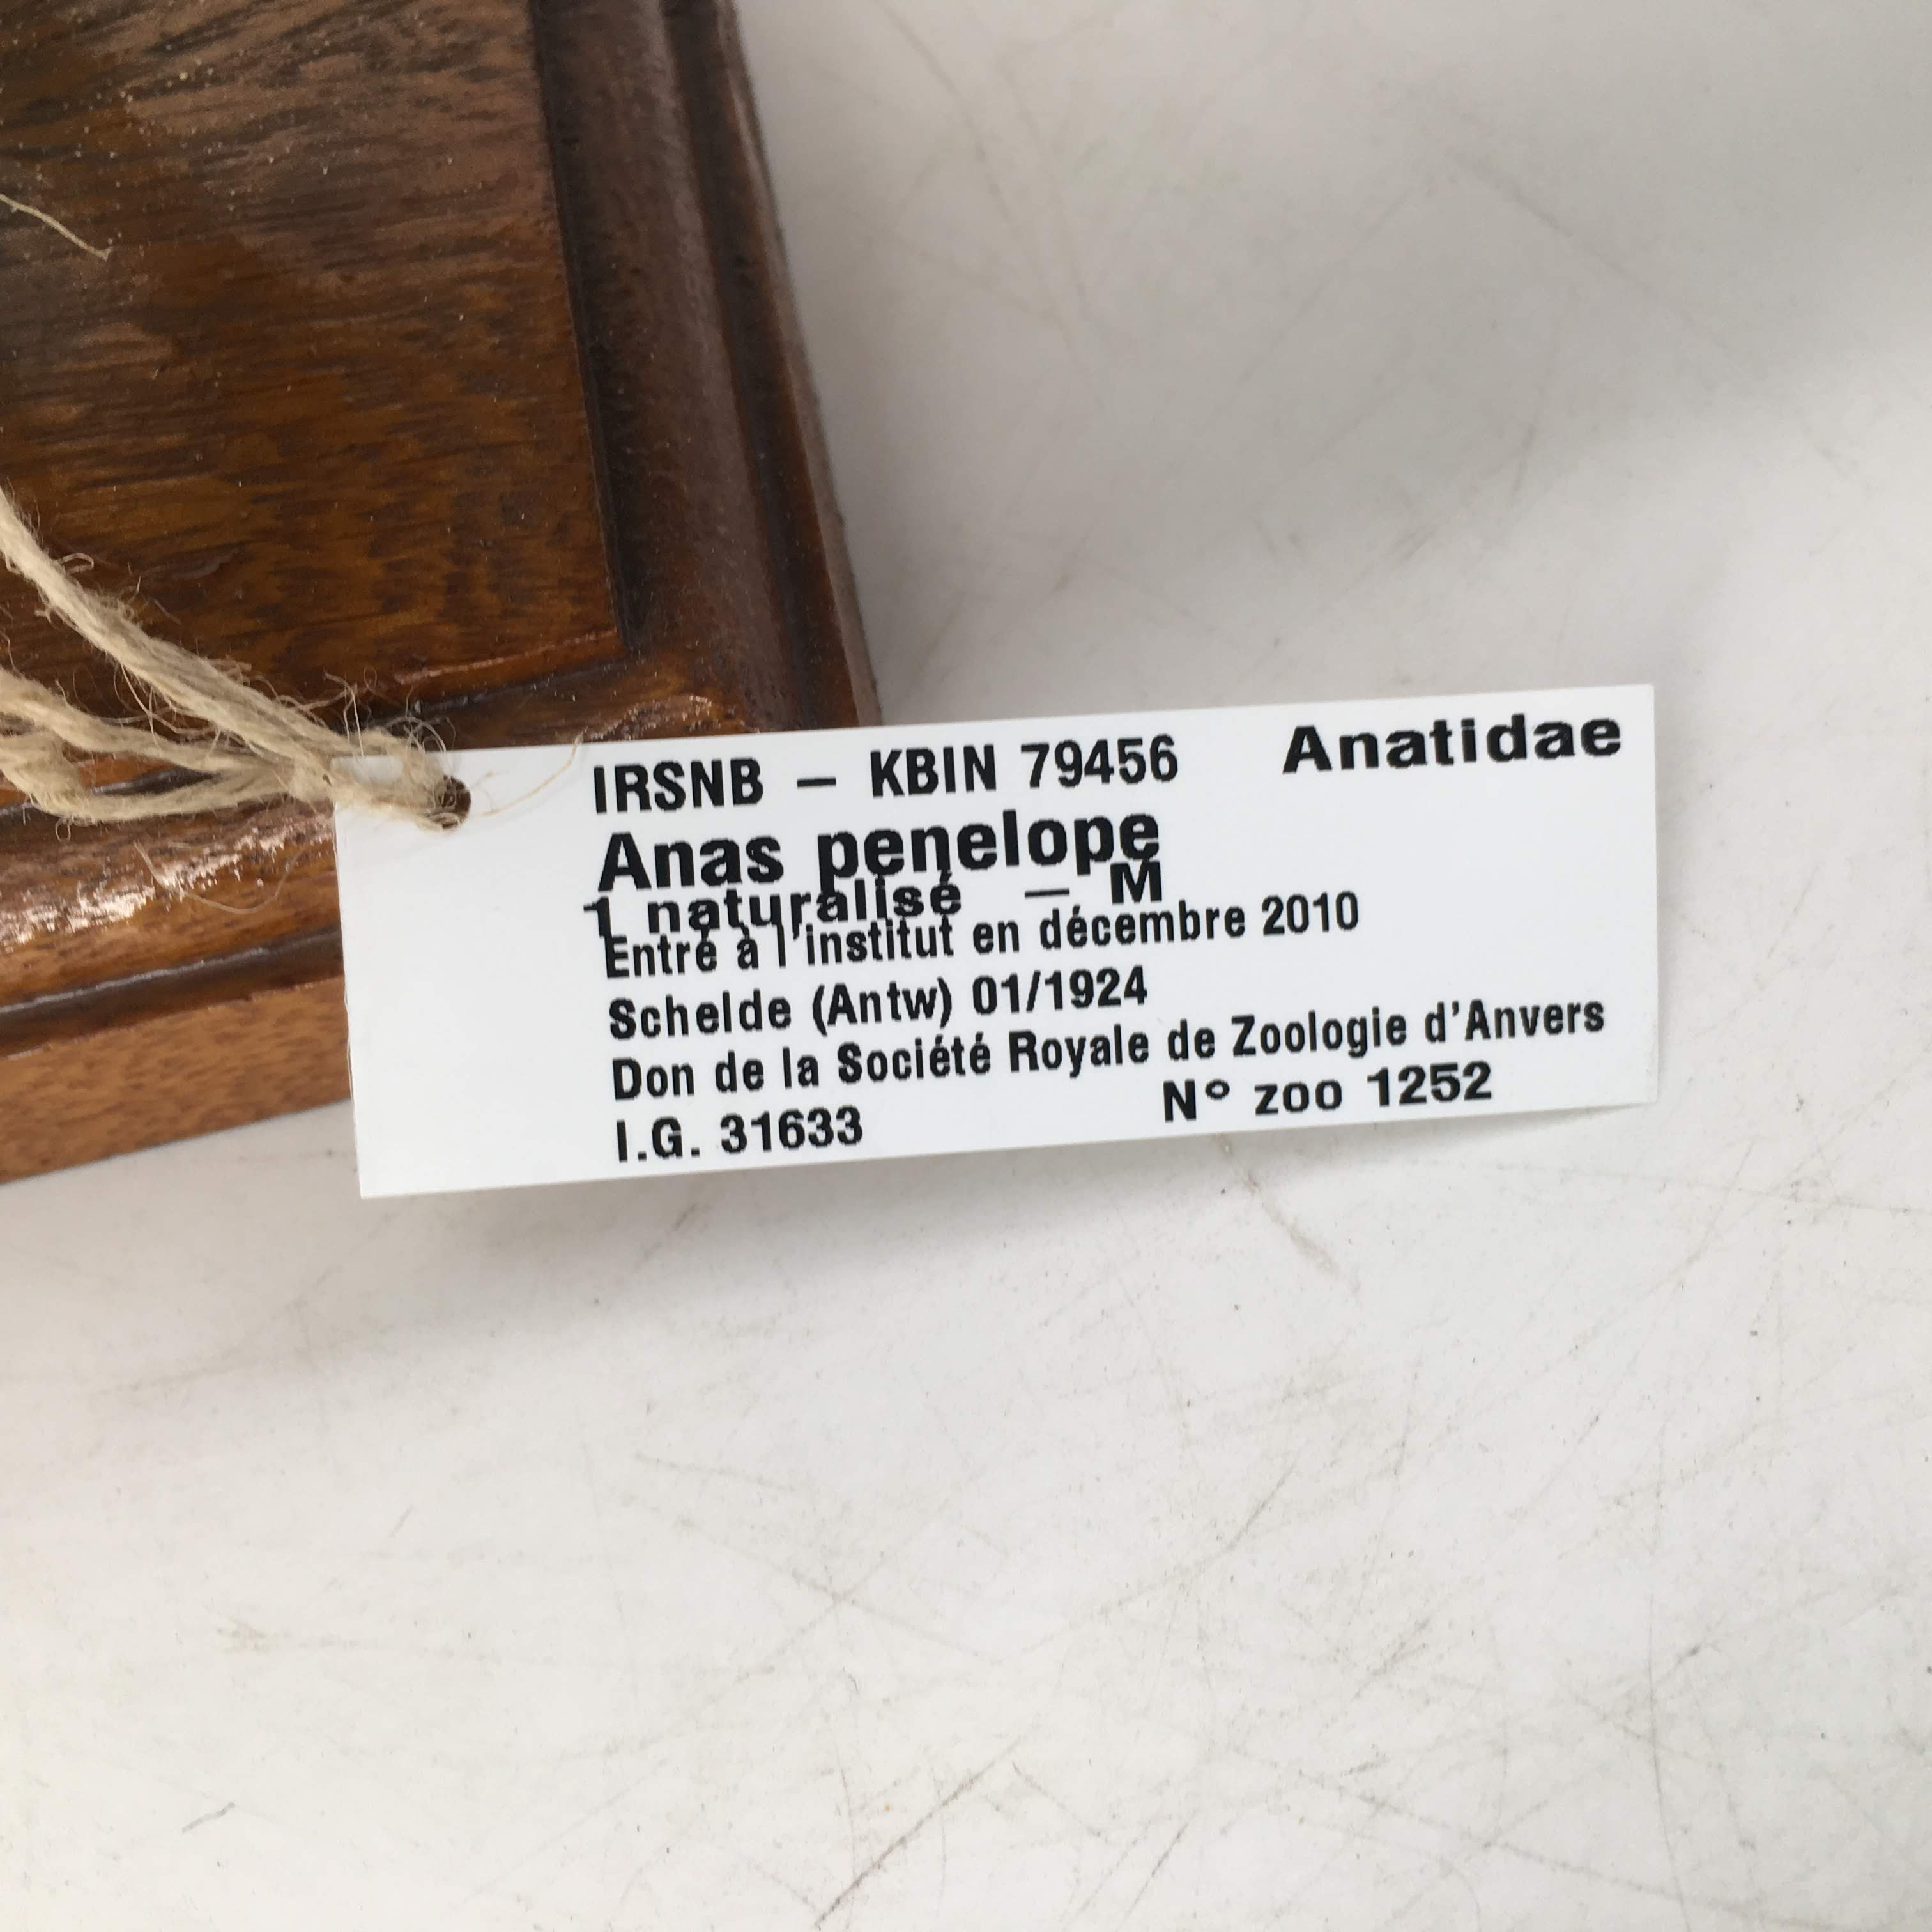 IRSNB – KBIN 79456 Anatidae
Anas penelope
1 naturalisé – M
Entré à l'institut en décembre 2010
Schelde (Antw) 01/1924
Don de la Société Royale de Zoologie d'Anvers
I.G. 31633 N° zoo 1252